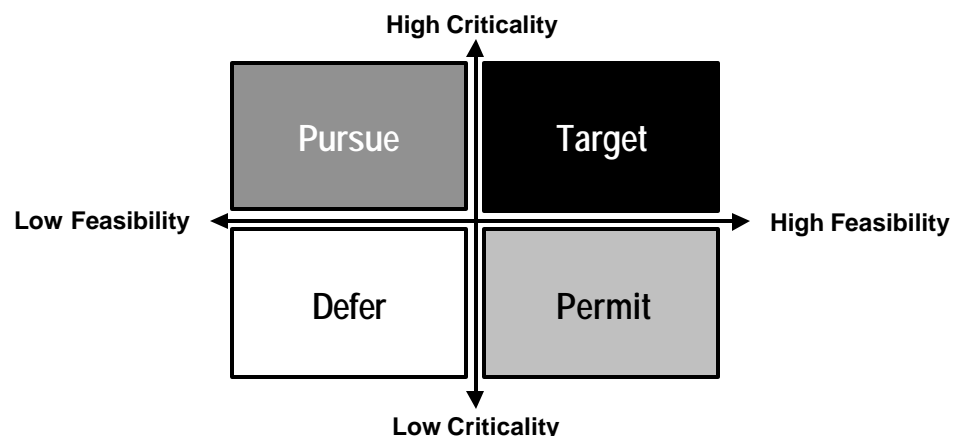 High Criticality
Pursue
Target
Low Feasibility
High Feasibility
Defer
Permit
Low Criticality